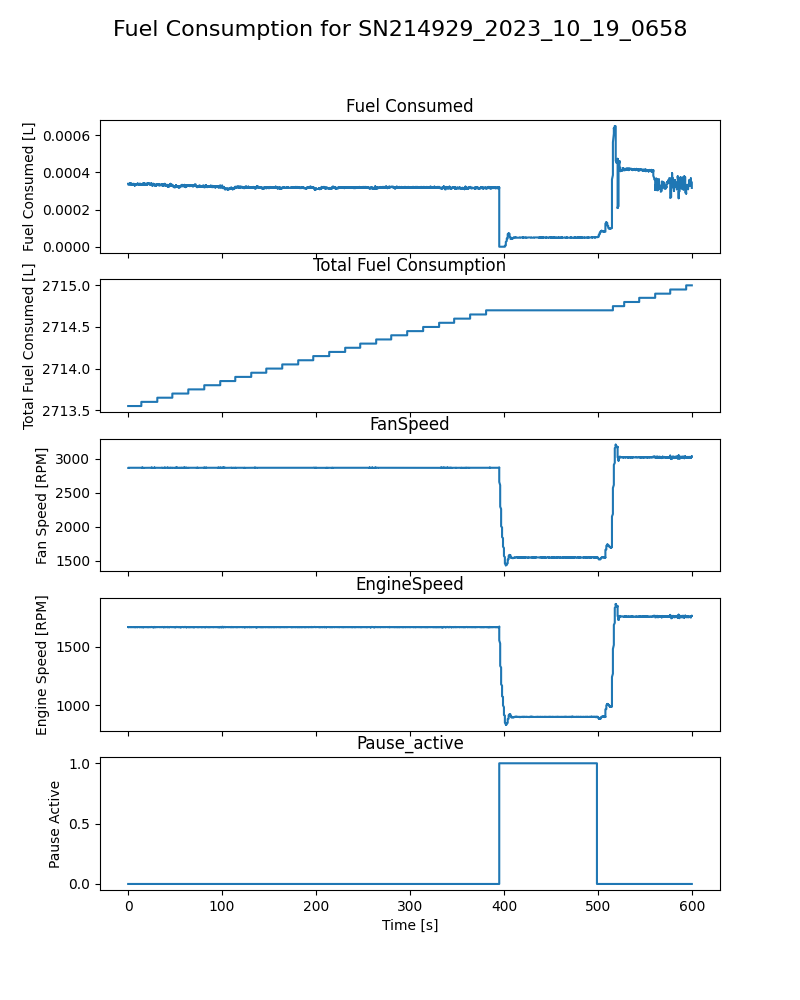 Fuel Consumption for SN214929_2023_10_19_0658
Fuel Consumed
Fuel Consumed [L]
0.0006
0.0004
0.0002
0.0000
Total Fuel Consumption
Total Fuel Consumed [L]
2715.0
2714.5
2714.0
2713.5
FanSpeed
Fan Speed [RPM]
3000
2500
2000
1500
EngineSpeed
Engine Speed [RPM]
1500
1000
Pause_active
Pause Active
1.0
0.5
0.0
0 100 200 300 400 500 600
Time [s]